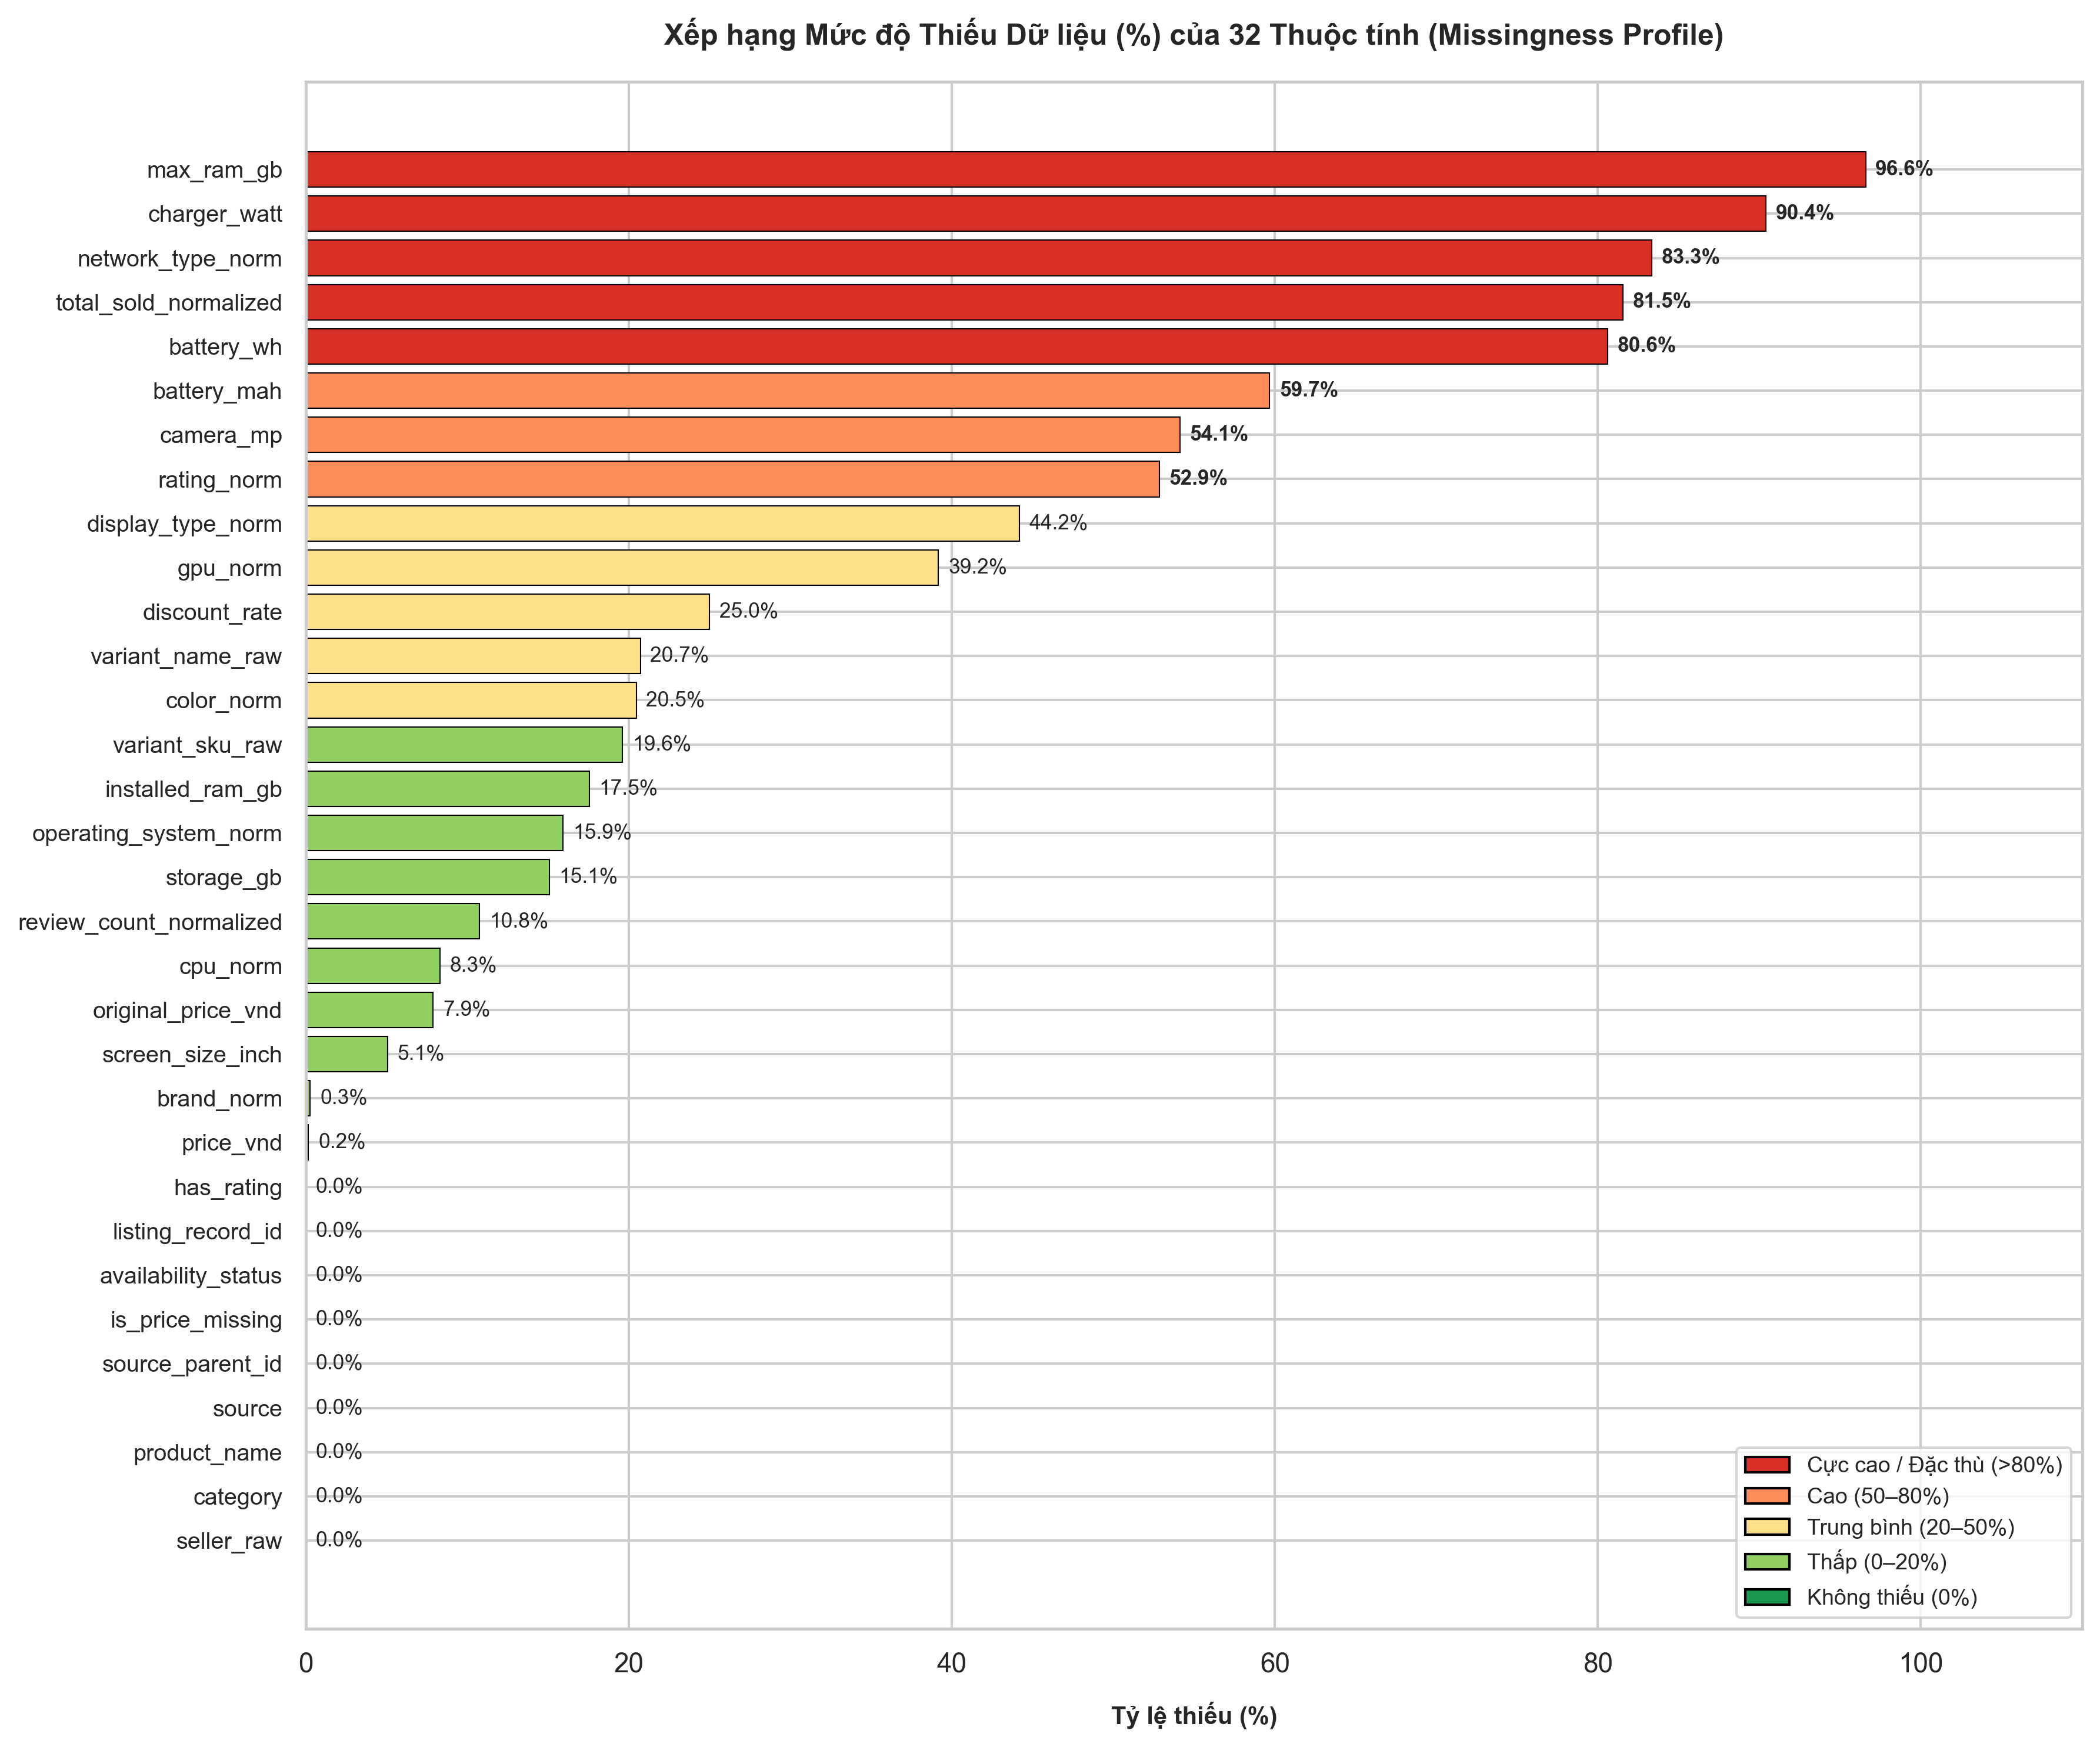 Xếp hạng Mức độ Thiếu Dữ liệu (%) của 32 Thuộc tính (Missingness Profile)
max_ram_gb 96.6%
charger_watt 90.4%
network_type_norm 83.3%
total_sold_normalized 81.5%
battery_wh 80.6%
battery_mah 59.7%
camera_mp 54.1%
rating_norm 52.9%
display_type_norm 44.2%
gpu_norm 39.2%
discount_rate 25.0%
variant_name_raw 20.7%
color_norm 20.5%
variant_sku_raw 19.6%
installed_ram_gb 17.5%
operating_system_norm 15.9%
storage_gb 15.1%
review_count_normalized 10.8%
cpu_norm 8.3%
original_price_vnd 7.9%
screen_size_inch 5.1%
brand_norm 0.3%
price_vnd 0.2%
has_rating 0.0%
listing_record_id 0.0%
availability_status 0.0%
is_price_missing 0.0%
source_parent_id 0.0%
source 0.0%
product_name 0.0%
category 0.0%
seller_raw 0.0%
Cực cao / Đặc thù (>80%)
Cao (50–80%)
Trung bình (20–50%)
Thấp (0–20%)
Không thiếu (0%)
0 20 40 60 80 100
Tỷ lệ thiếu (%)